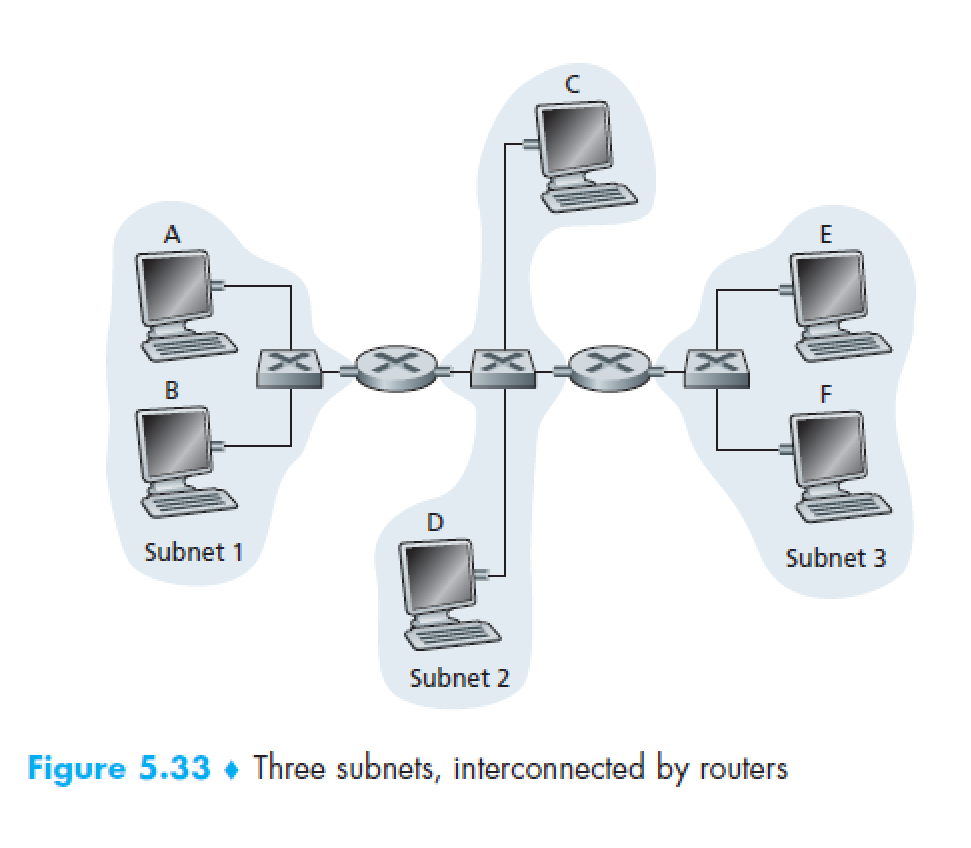 C
A
E
B
F
D
Subnet 1
Subnet 3
Subnet 2
Figure 5.33 ♦ Three subnets, interconnected by routers